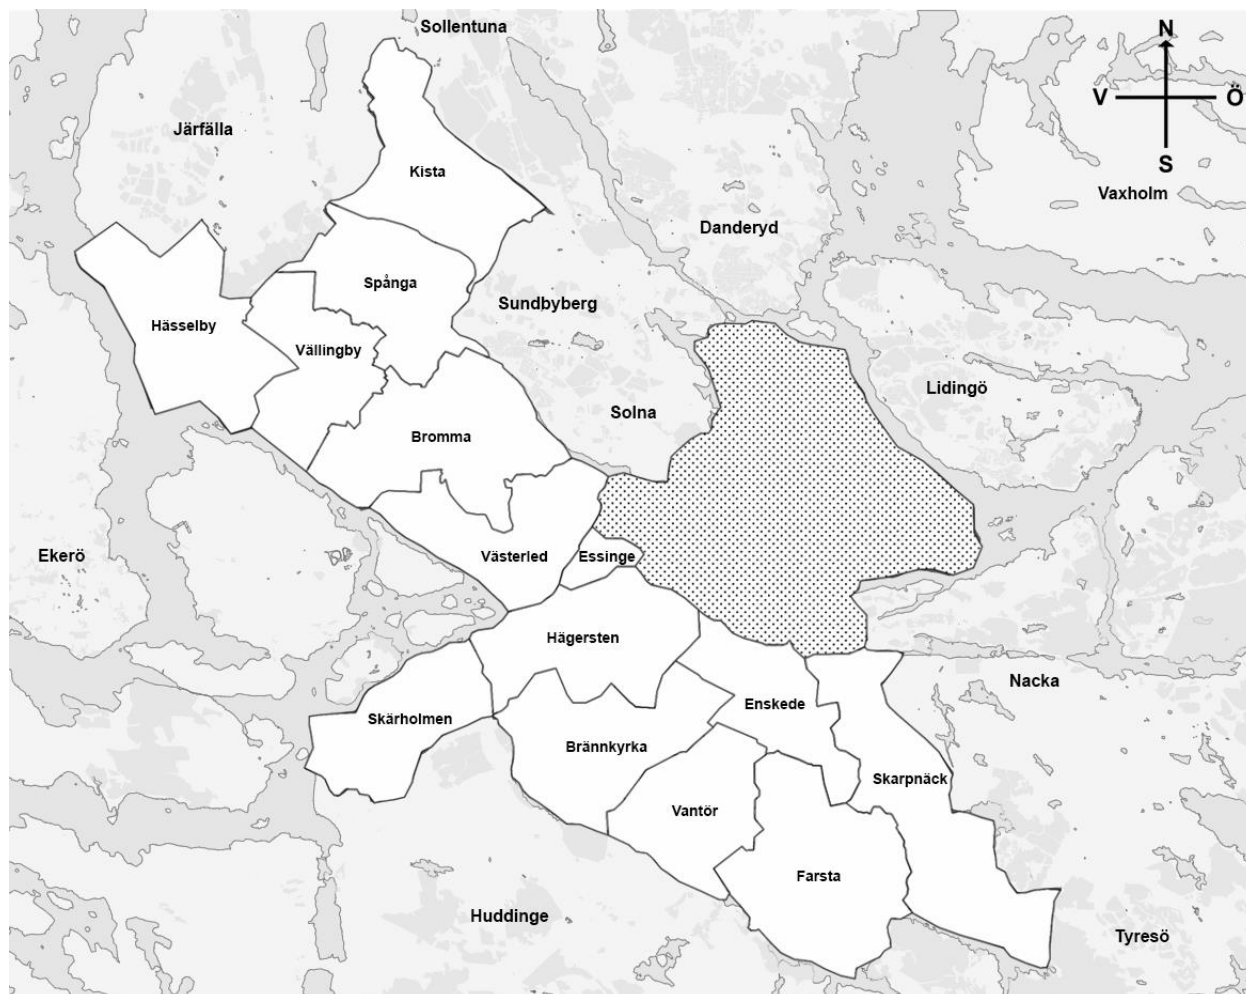 Sollentuna
N
V
Ö
S
Järfälla
Kista
Vaxholm
Danderyd
Spånga
Sundbyberg
Hässelby
Vällingby
Lidingö
Solna
Bromma
Ekerö
Västerled
Essinge
Hägersten
Nacka
Skärholmen
Enskede
Brännkyrka
Skarpnäck
Vantör
Farsta
Huddinge
Tyresö